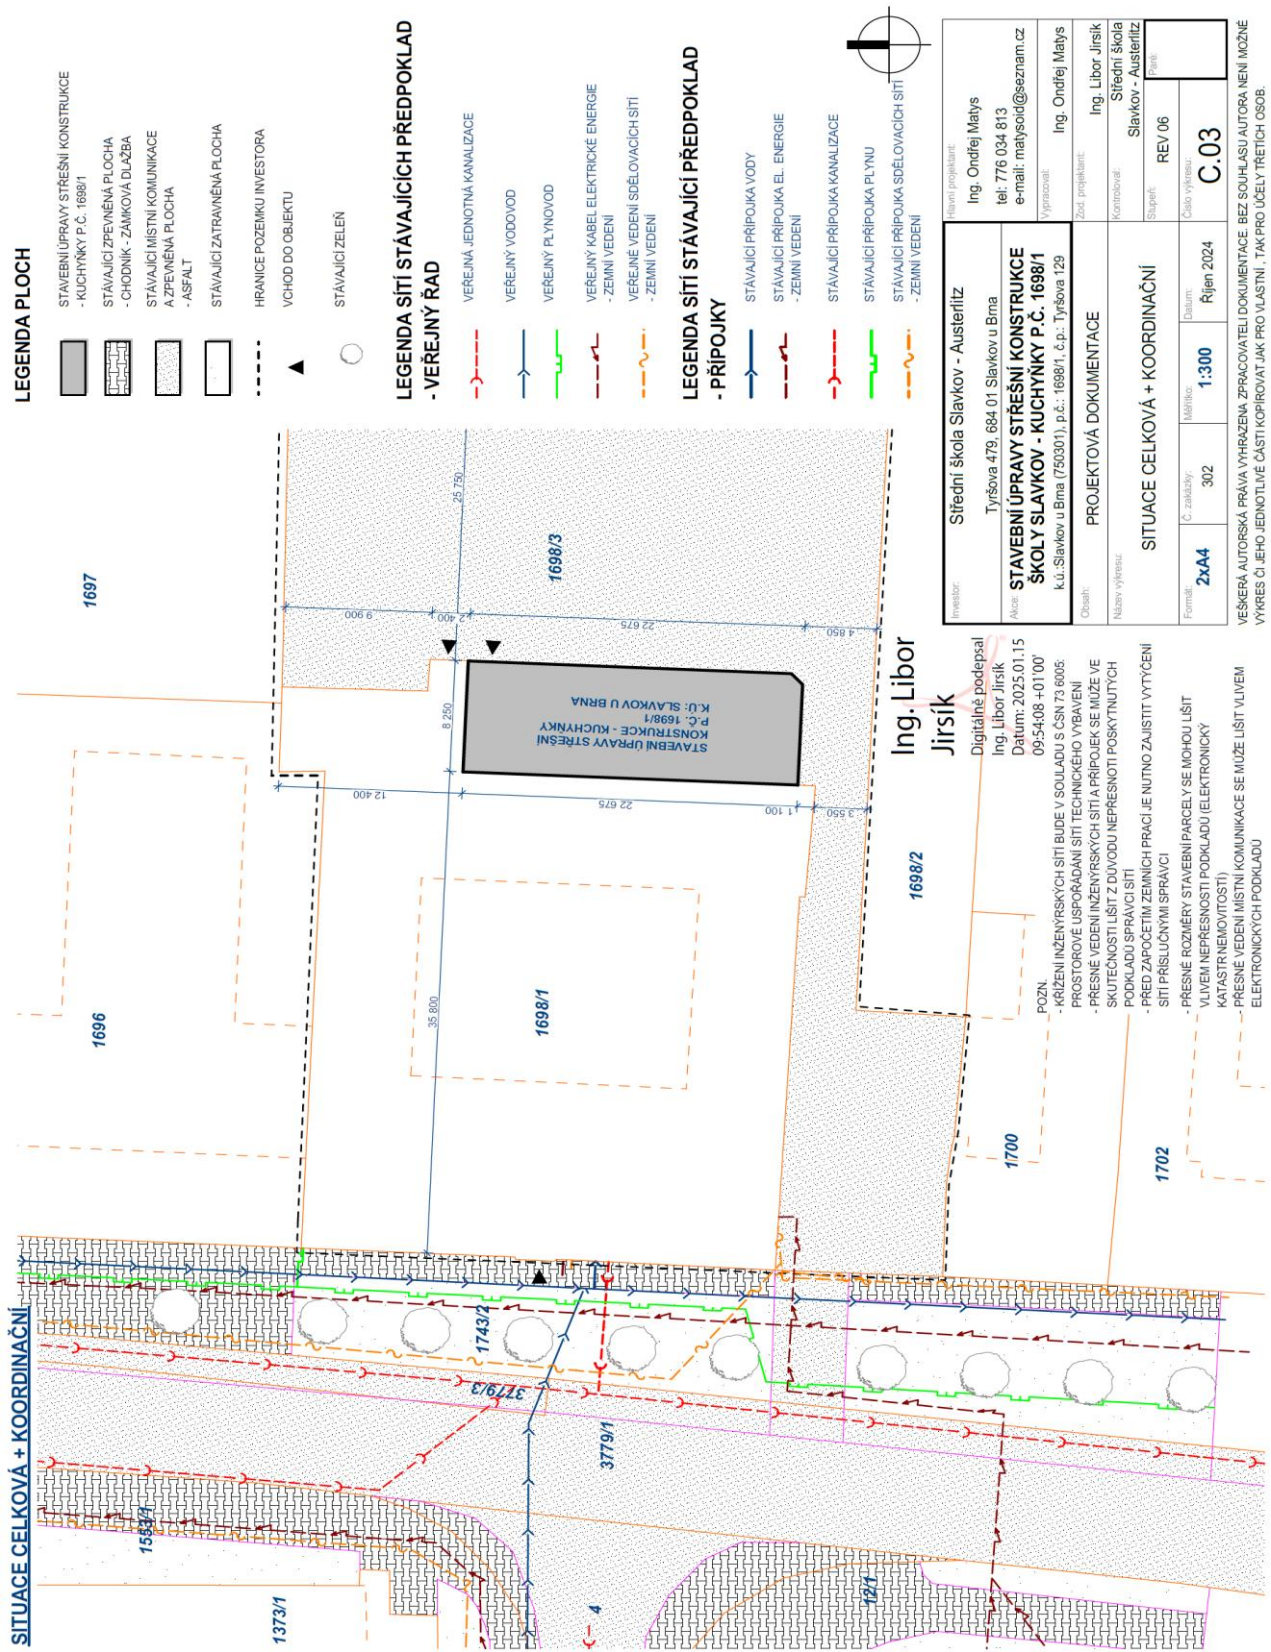 SITUACE CELKOVÁ + KOORDINAČNÍ
1696
1697
1698/1
1698/3
1698/2
1700
1702
1743/2
3779/3
3779/1
1553/1
1373/1
12/1
4
35 800
8 250
25 750
9 900
2 400
22 675
4 850
12 400
22 675
1 100
3 550
STAVEBNÍ ÚPRAVY STŘEŠNÍ
KONSTRUKCE - KUCHYŇKY
P.Č. 1698/1
K.Ú: SLAVKOV U BRNA
LEGENDA PLOCH
STAVEBNÍ ÚPRAVY STŘEŠNÍ KONSTRUKCE
- KUCHYŇKY P.Č. 1698/1
STÁVAJÍCÍ ZPEVNĚNÁ PLOCHA
- CHODNÍK - ZÁMKOVÁ DLAŽBA
STÁVAJÍCÍ MÍSTNÍ KOMUNIKACE
A ZPEVNĚNÁ PLOCHA
- ASFALT
STÁVAJÍCÍ ZATRAVNĚNÁ PLOCHA
HRANICE POZEMKU INVESTORA
VCHOD DO OBJEKTU
STÁVAJÍCÍ ZELEŇ
LEGENDA SÍTÍ STÁVAJÍCÍCH PŘEDPOKLAD
- VEŘEJNÝ ŘAD
VEŘEJNÁ JEDNOTNÁ KANALIZACE
VEŘEJNÝ VODOVOD
VEŘEJNÝ PLYNOVOD
VEŘEJNÝ KABEL ELEKTRICKÉ ENERGIE
- ZEMNÍ VEDENÍ
VEŘEJNÉ VEDENÍ SDĚLOVACÍCH SÍTÍ
- ZEMNÍ VEDENÍ
LEGENDA SÍTÍ STÁVAJÍCÍ PŘEDPOKLAD
- PŘÍPOJKY
STÁVAJÍCÍ PŘÍPOJKA VODY
STÁVAJÍCÍ PŘÍPOJKA EL. ENERGIE
- ZEMNÍ VEDENÍ
STÁVAJÍCÍ PŘÍPOJKA KANALIZACE
STÁVAJÍCÍ PŘÍPOJKA PLYNU
STÁVAJÍCÍ PŘÍPOJKA SDĚLOVACÍCH SÍTÍ
- ZEMNÍ VEDENÍ
Ing. Libor
Jirsík
Digitálně podepsal
Ing. Libor Jirsík
Datum: 2025.01.15
09:54:08 +01'00'
POZN.
- KŘÍŽENÍ INŽENÝRSKÝCH SÍTÍ BUDE V SOULADU S ČSN 73 6005:
PROSTOROVÉ USPOŘÁDÁNÍ SÍTÍ TECHNICKÉHO VYBAVENÍ
- PŘESNÉ VEDENÍ INŽENÝRSKÝCH SÍTÍ A PŘÍPOJEK SE MŮŽE VE
SKUTEČNOSTI LIŠIT Z DŮVODU NEPŘESNOTI POSKYTNUTÝCH
PODKLADŮ SPRÁVCI SÍTÍ
- PŘED ZAPOČETÍM ZEMNÍCH PRACÍ JE NUTNO ZAJISTIT VYTÝČENÍ
SÍTÍ PŘÍSLUČNÝMI SPRÁVCI
- PŘESNÉ ROZMĚRY STAVEBNÍ PARCELY SE MOHOU LIŠIT
VLIVEM NEPŘESNOSTI PODKLADŮ (ELEKTRONICKÝ
KATASTR NEMOVITOSTÍ)
- PŘESNÉ VEDENÍ MÍSTNÍ KOMUNIKACE SE MŮŽE LIŠIT VLIVEM
ELEKTRONICKÝCH PODKLADŮ
Investor:
Střední škola Slavkov - Austerlitz
Tyršova 479, 684 01 Slavkov u Brna
Akce:
STAVEBNÍ ÚPRAVY STŘEŠNÍ KONSTRUKCE
ŠKOLY SLAVKOV - KUCHYŇKY P.Č. 1698/1
k.ú.:Slavkov u Brna (750301), p.č.: 1698/1, č.p.: Tyršova 129
Obsah:
PROJEKTOVÁ DOKUMENTACE
Název výkresu:
SITUACE CELKOVÁ + KOORDINAČNÍ
Formát:
2xA4
Č. zakázky:
302
Měřítko:
1:300
Datum:
Říjen 2024
Hlavní projektant:
Ing. Ondřej Matys
tel: 776 034 813
e-mail: matysoid@seznam.cz
Vypracoval:
Ing. Ondřej Matys
Zod. projektant:
Ing. Libor Jirsík
Kontroloval:
Střední škola
Slavkov - Austerlitz
Stupeň:
REV 06
Paré:
Číslo výkresu:
C.03
VEŠKERÁ AUTORSKÁ PRÁVA VYHRAZENA ZPRACOVATELI DOKUMENTACE. BEZ SOUHLASU AUTORA NENÍ MOŽNÉ
VÝKRES ČI JEHO JEDNOTLIVÉ ČÁSTI KOPÍROVAT JAK PRO VLASTNÍ , TAK PRO ÚČELY TŘETÍCH OSOB.